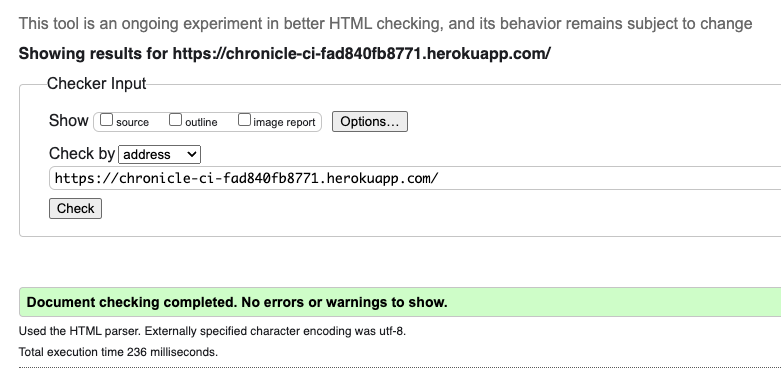 This tool is an ongoing experiment in better HTML checking, and its behavior remains subject to change
Showing results for https://chronicle-ci-fad840fb8771.herokuapp.com/
Checker Input
Show source outline image report Options...
Check by address
https://chronicle-ci-fad840fb8771.herokuapp.com/
Check
Document checking completed. No errors or warnings to show.
Used the HTML parser. Externally specified character encoding was utf-8.
Total execution time 236 milliseconds.